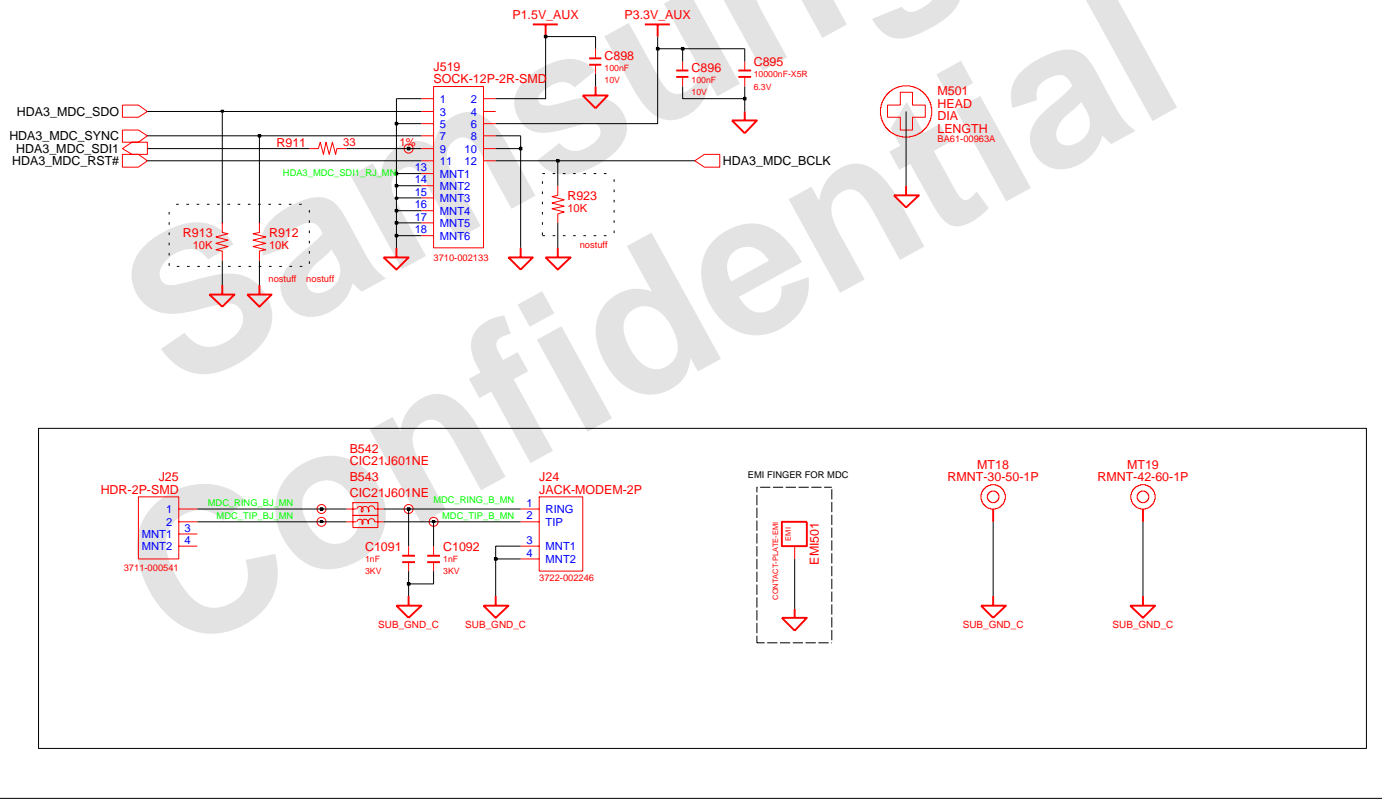 P1.5V_AUX
P3.3V_AUX
C898
100nF
10V
C896
100nF
10V
C895
10000nF-X5R
6.3V
J519
SOCK-12P-2R-SMD
M501
HEAD
DIA
LENGTH
BA61-00963A
HDA3_MDC_SDO
HDA3_MDC_SYNC
HDA3_MDC_SDI1
HDA3_MDC_RST#
R911
33
1%
HDA3_MDC_SDI1_RJ_MN
1 2
3 4
5 6
7 8
9 10
11 12
13 MNT1
14 MNT2
15 MNT3
16 MNT4
17 MNT5
18 MNT6
3710-002133
HDA3_MDC_BCLK
R923
10K
nostuff
R913
10K
R912
10K
nostuff nostuff
Samsung
Confidential
B542
CIC21J601NE
B543
CIC21J601NE
J25
HDR-2P-SMD
1
2
MNT1 3
MNT2 4
3711-000541
MDC_RING_BJ_MN
MDC_TIP_BJ_MN
MDC_RING_B_MN
MDC_TIP_B_MN
C1091
1nF
3KV
C1092
1nF
3KV
SUB_GND_C
SUB_GND_C
J24
JACK-MODEM-2P
1 RING
2 TIP
3 MNT1
4 MNT2
3722-002246
EMI FINGER FOR MDC
CONTACT-PLATE-EMI
EMI
EMI501
MT18
RMNT-30-50-1P
SUB_GND_C
MT19
RMNT-42-60-1P
SUB_GND_C